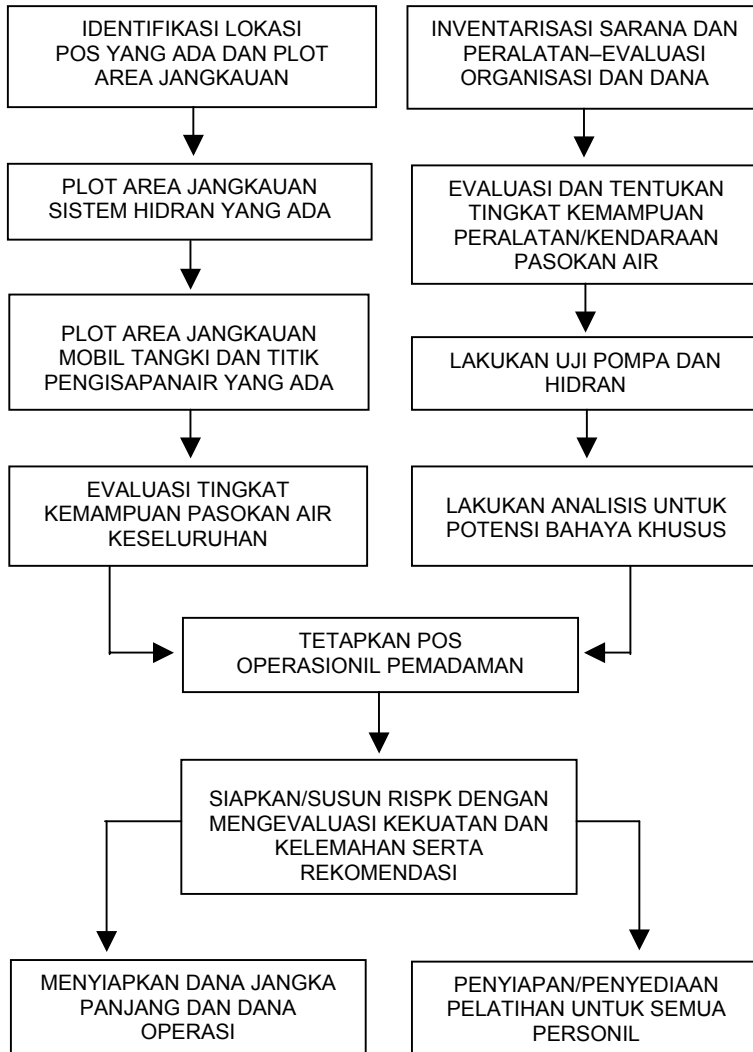 IDENTIFIKASI LOKASI
POS YANG ADA DAN PLOT
AREA JANGKAUAN
INVENTARISASI SARANA DAN
PERALATAN–EVALUASI
ORGANISASI DAN DANA
PLOT AREA JANGKAUAN
SISTEM HIDRAN YANG ADA
EVALUASI DAN TENTUKAN
TINGKAT KEMAMPUAN
PERALATAN/KENDARAAN
PASOKAN AIR
PLOT AREA JANGKAUAN
MOBIL TANGKI DAN TITIK
PENGISAPANAIR YANG ADA
LAKUKAN UJI POMPA DAN
HIDRAN
EVALUASI TINGKAT
KEMAMPUAN PASOKAN AIR
KESELURUHAN
LAKUKAN ANALISIS UNTUK
POTENSI BAHAYA KHUSUS
TETAPKAN POS
OPERASIONIL PEMADAMAN
SIAPKAN/SUSUN RISPK DENGAN
MENGEVALUASI KEKUATAN DAN
KELEMAHAN SERTA
REKOMENDASI
MENYIAPKAN DANA JANGKA
PANJANG DAN DANA
OPERASI
PENYIAPAN/PENYEDIAAN
PELATIHAN UNTUK SEMUA
PERSONIL